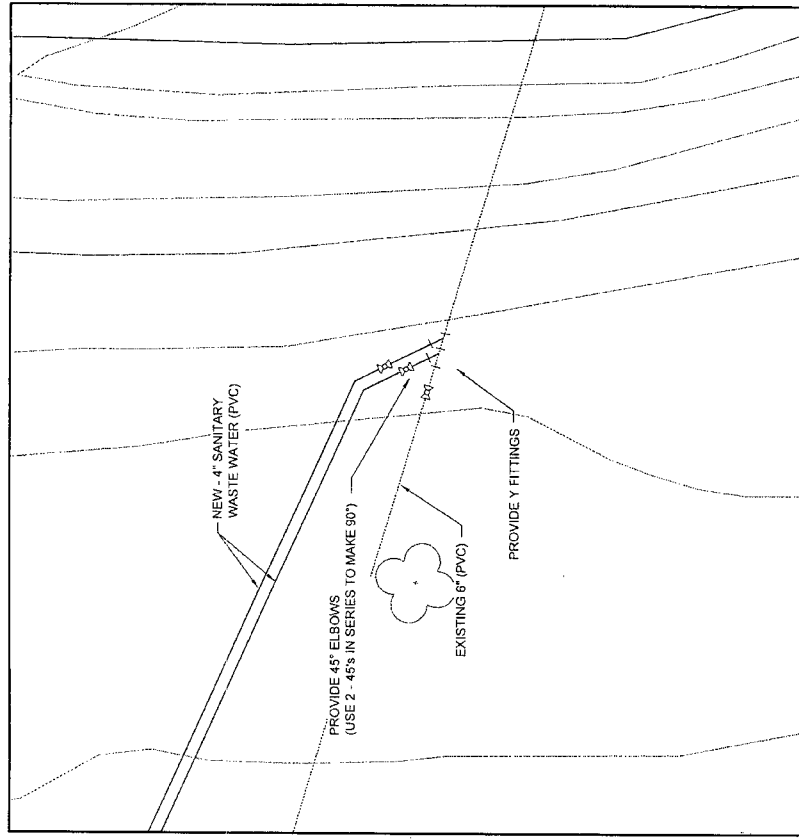 NEW - 4" SANITARY
WASTE WATER (PVC)
PROVIDE 45° ELBOWS
(USE 2 - 45's IN SERIES TO MAKE 90°)
EXISTING 6" (PVC)
PROVIDE Y FITTINGS